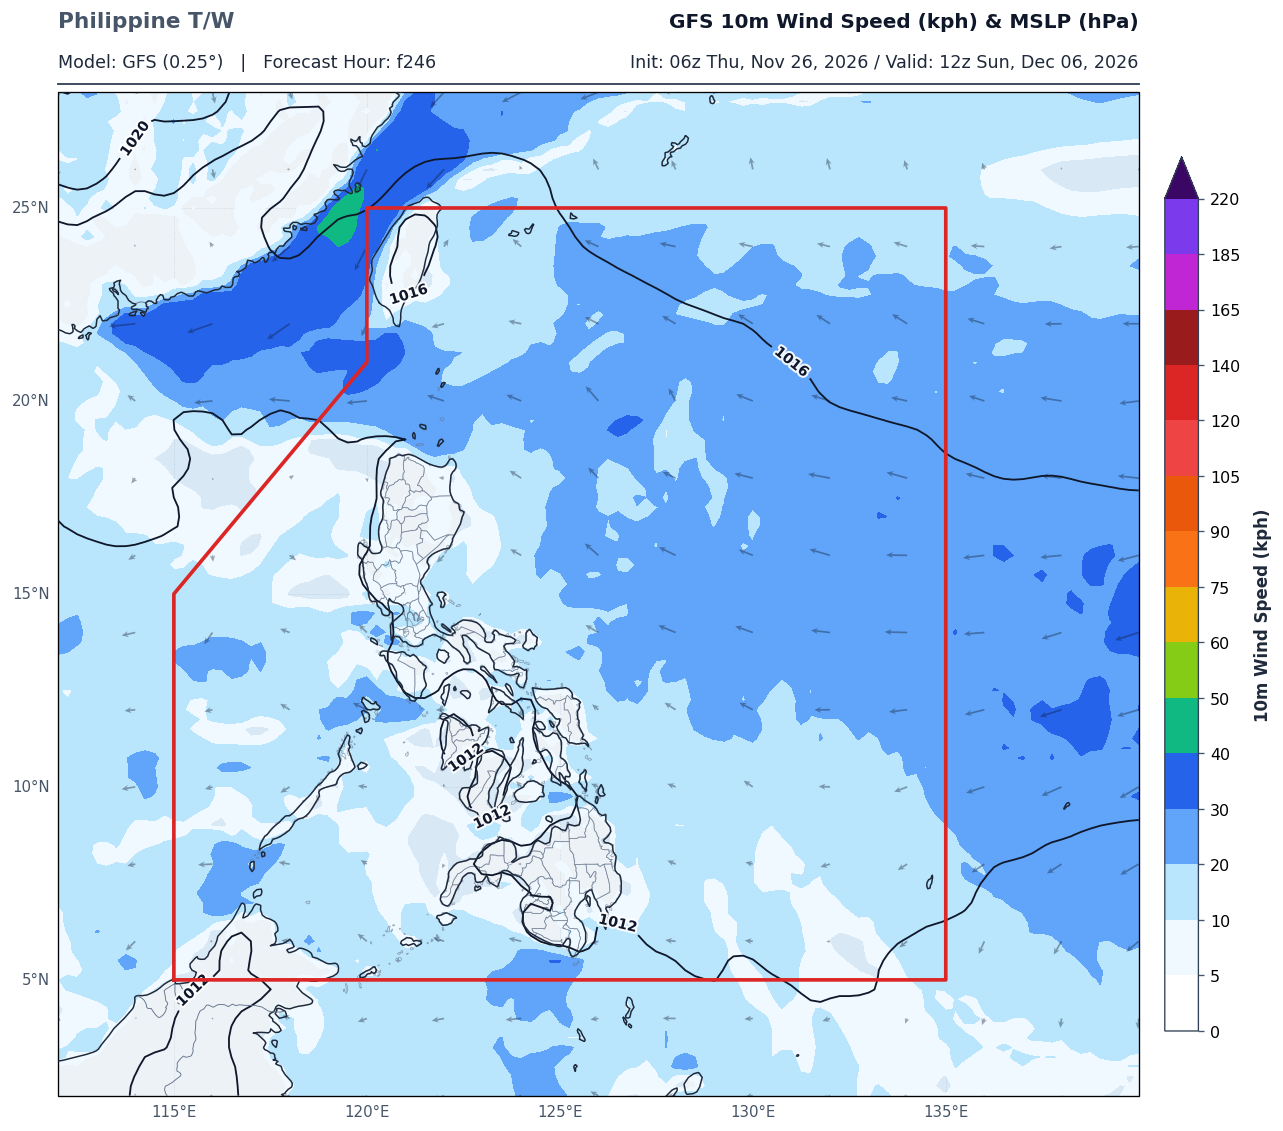 Philippine T/W
GFS 10m Wind Speed (kph) & MSLP (hPa)
Model: GFS (0.25°) | Forecast Hour: f246
Init: 06z Thu, Nov 26, 2026 / Valid: 12z Sun, Dec 06, 2026
1020
1016
1016
1012
1012
1012
1012
25°N
20°N
15°N
10°N
5°N
115°E
120°E
125°E
130°E
135°E
220
185
165
140
120
105
90
75
60
50
40
30
20
10
5
0
10m Wind Speed (kph)